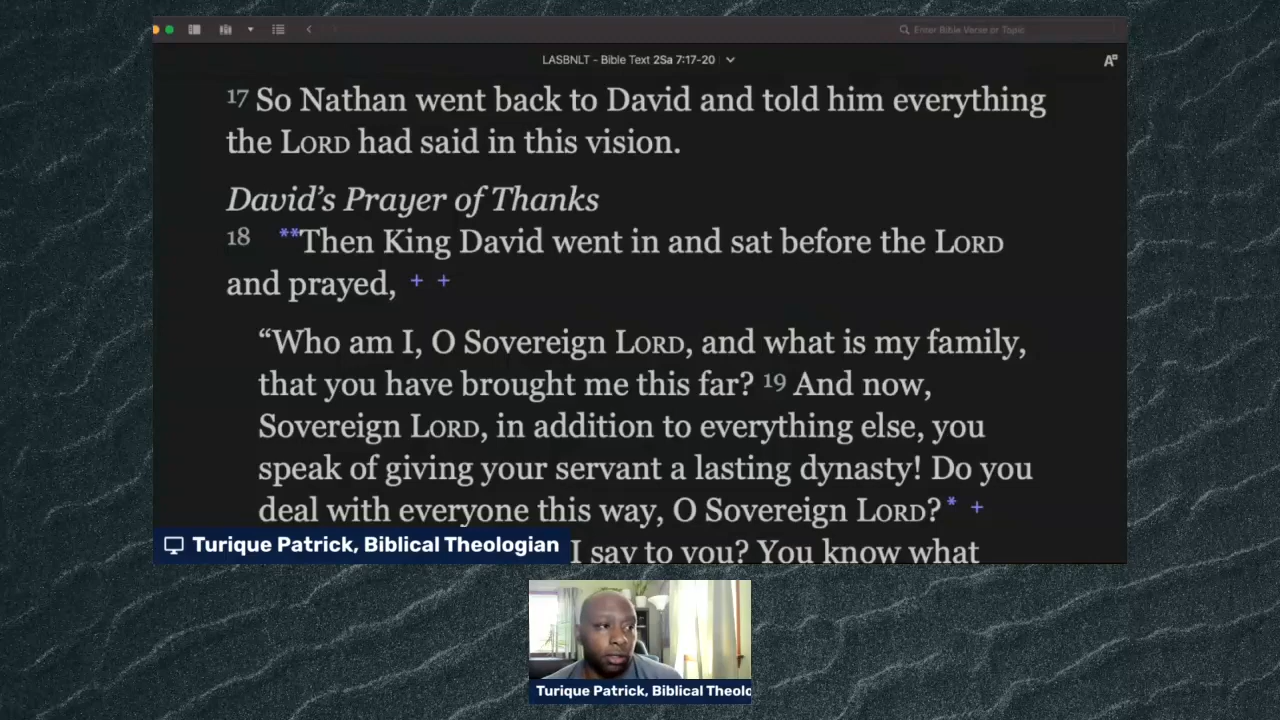 Enter Bible Verse or Topic
LASBNLT - Bible Text 2Sa 7:17-20
A
17 So Nathan went back to David and told him everything
the LORD had said in this vision.
David’s Prayer of Thanks
18 **Then King David went in and sat before the LORD
and prayed, + +
“Who am I, O Sovereign LORD, and what is my family,
that you have brought me this far? 19 And now,
Sovereign LORD, in addition to everything else, you
speak of giving your servant a lasting dynasty! Do you
deal with everyone this way, O Sovereign LORD?* +
I say to you? You know what
Turique Patrick, Biblical Theologian
Turique Patrick, Biblical Theolo